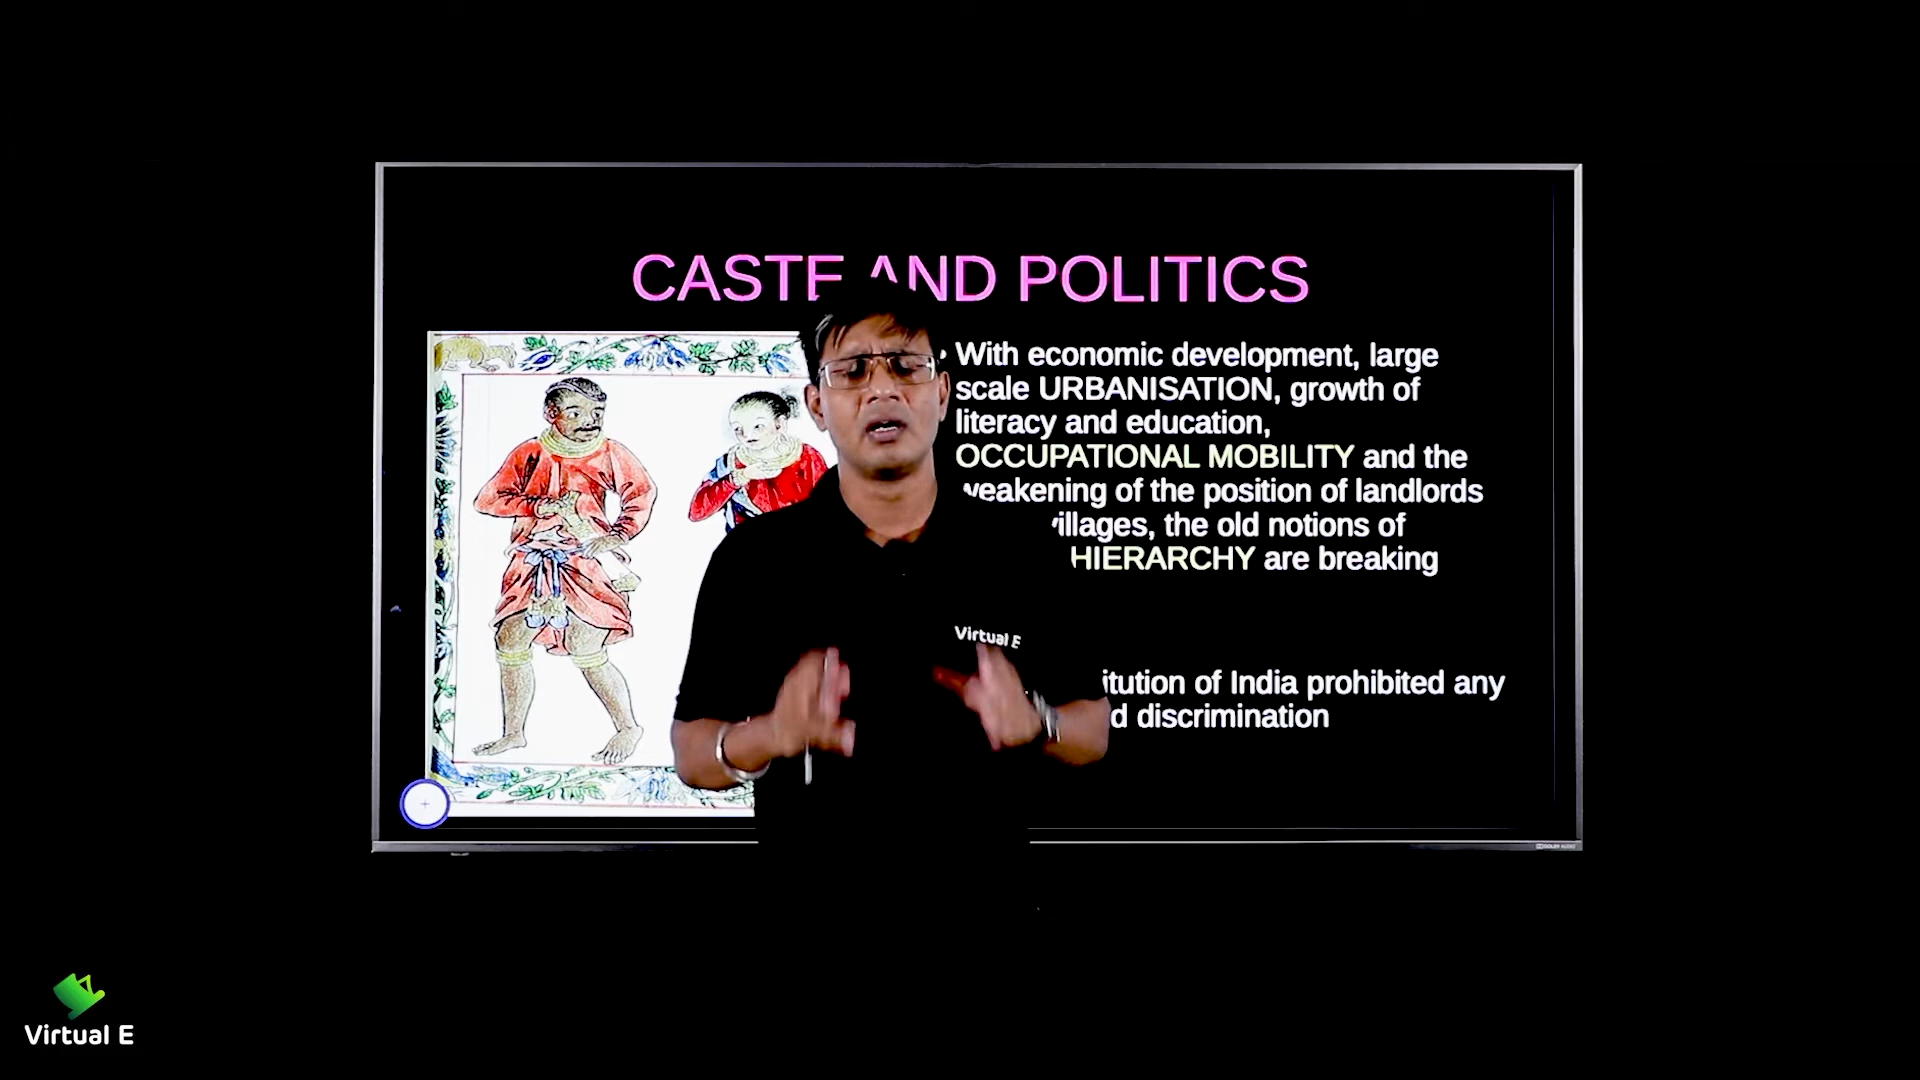 CASTE AND POLITICS
• With economic development, large
scale URBANISATION, growth of
literacy and education,
OCCUPATIONAL MOBILITY and the
weakening of the position of landlords
villages, the old notions of
HIERARCHY are breaking
itution of India prohibited any
d discrimination
Virtual E
DOLBY AUDIO
Virtual E